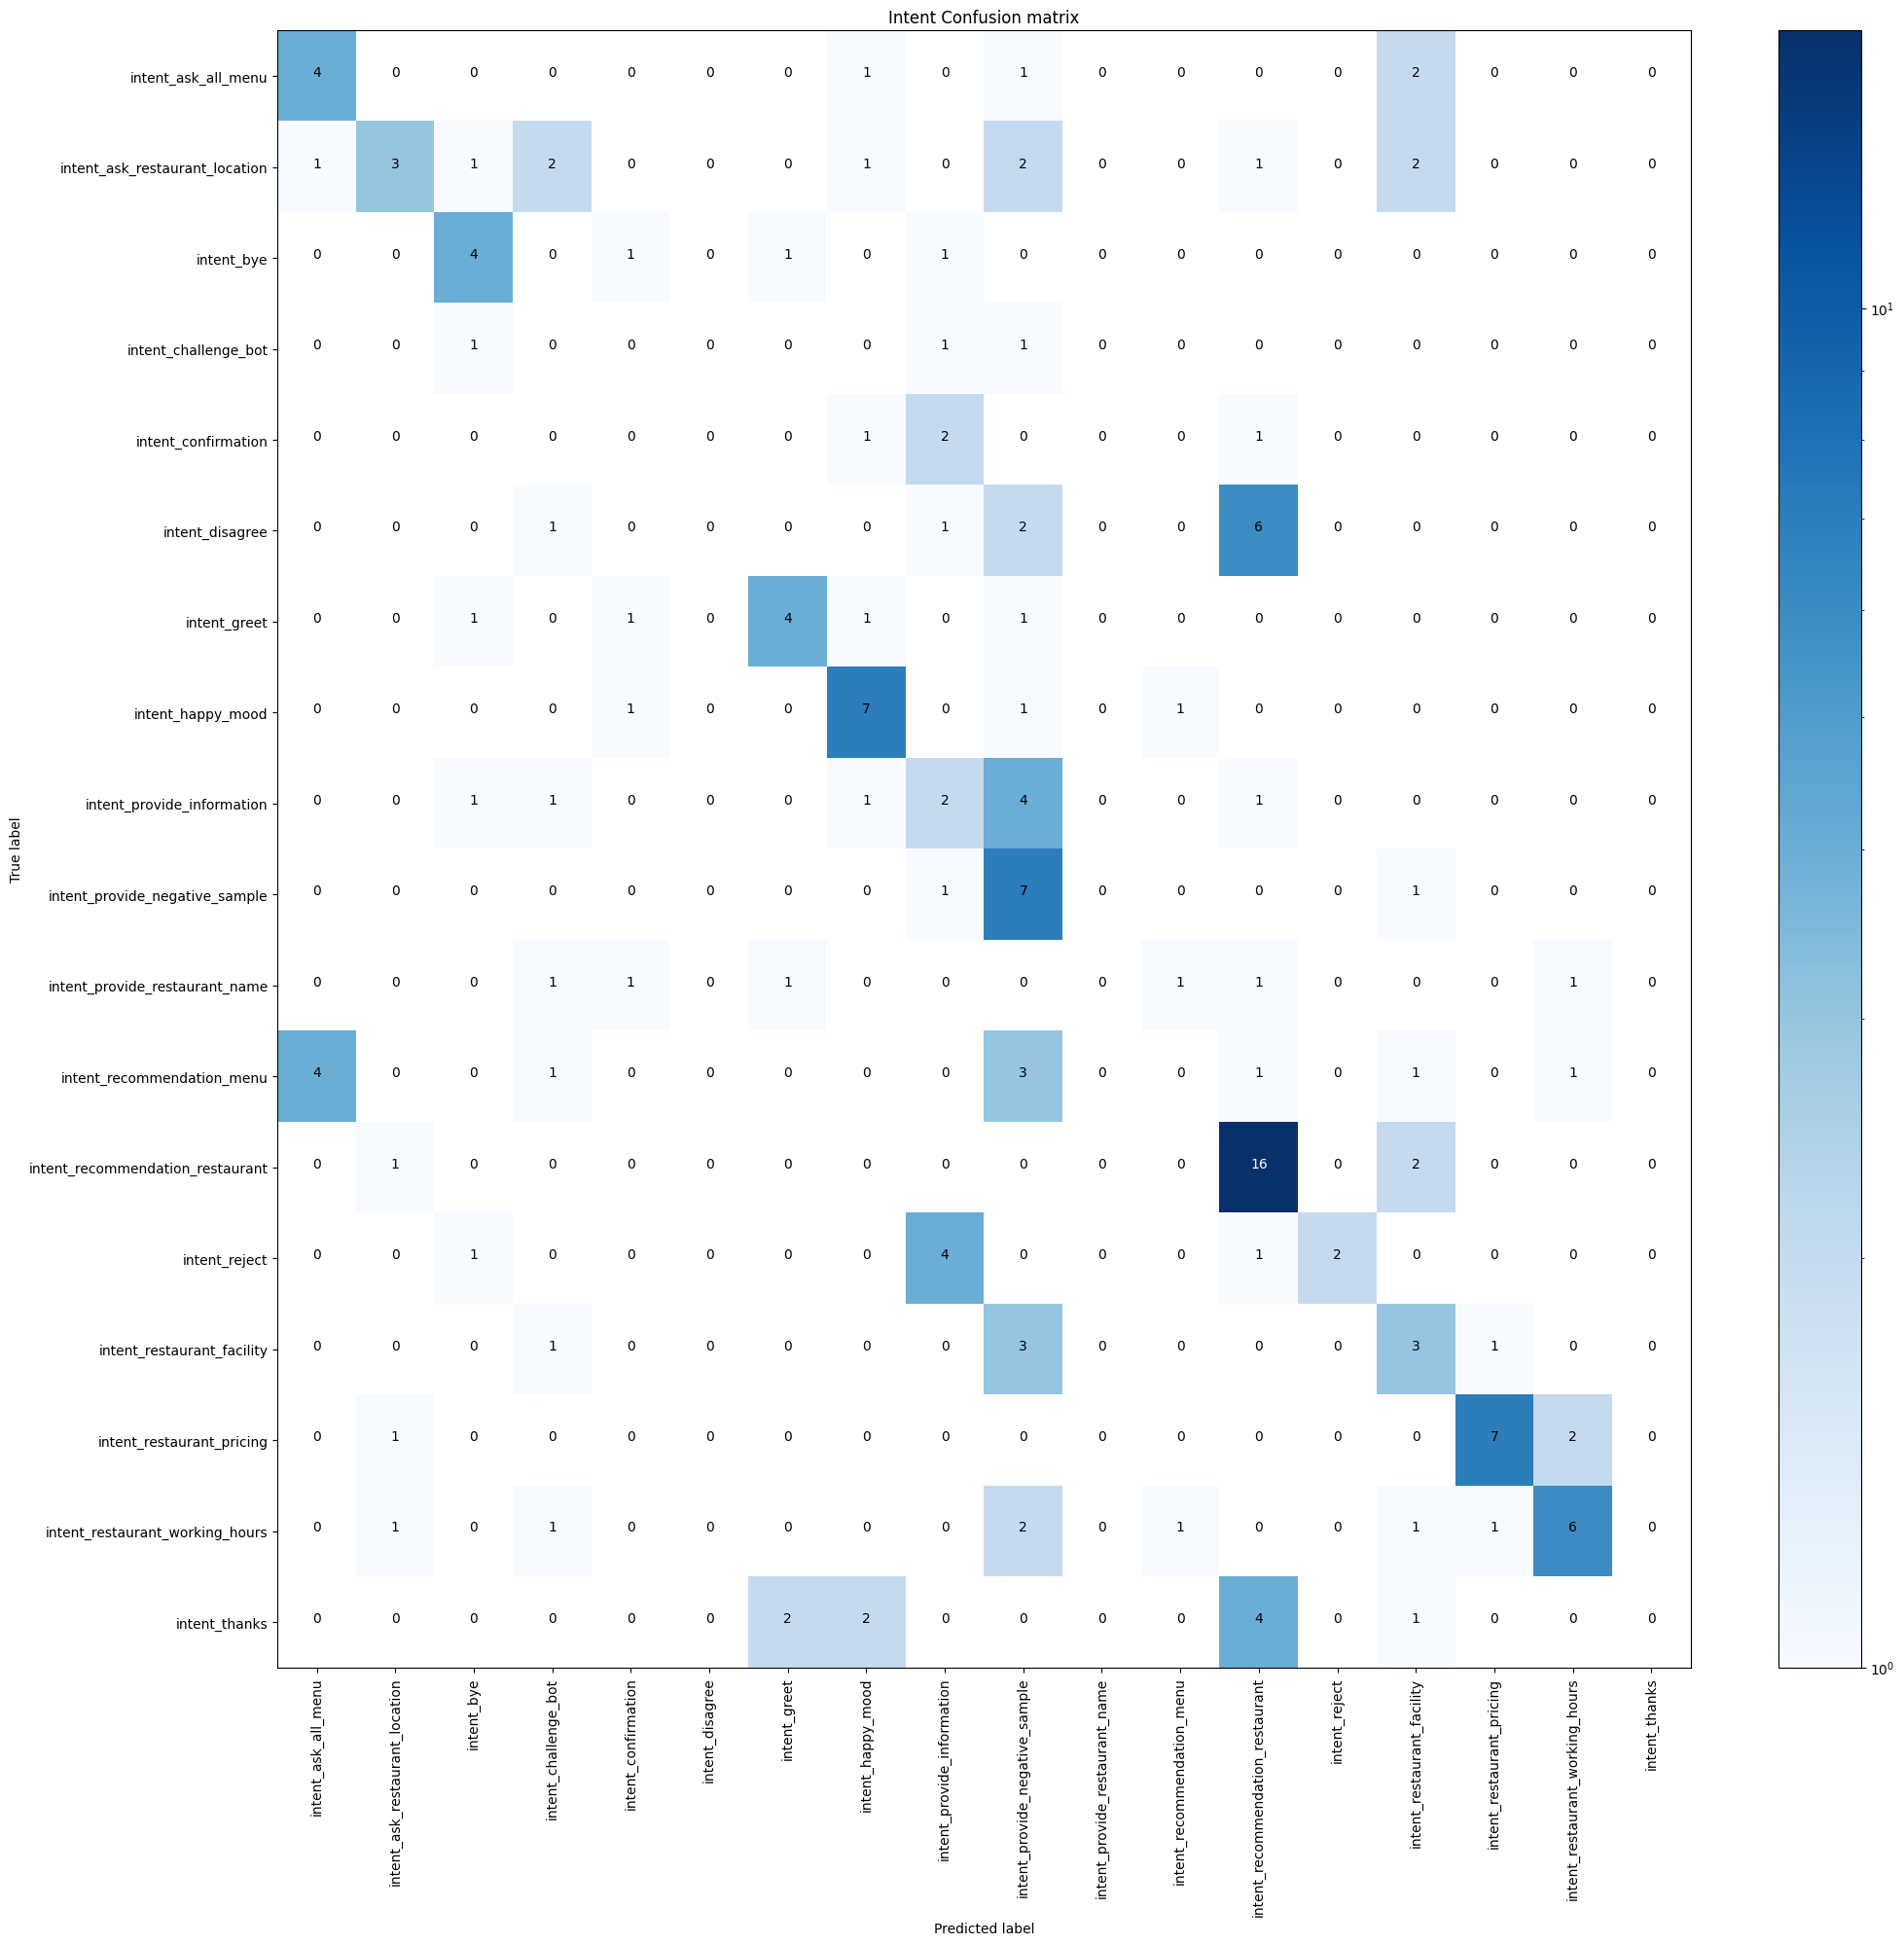 Intent Confusion matrix
intent_ask_all_menu 4 0 0 0 0 0 0 1 0 1 0 0 0 0 2 0 0 0
intent_ask_restaurant_location 1 3 1 2 0 0 0 1 0 2 0 0 1 0 2 0 0 0
intent_bye 0 0 4 0 1 0 1 0 1 0 0 0 0 0 0 0 0 0
intent_challenge_bot 0 0 1 0 0 0 0 0 1 1 0 0 0 0 0 0 0 0
intent_confirmation 0 0 0 0 0 0 0 1 2 0 0 0 1 0 0 0 0 0
intent_disagree 0 0 0 1 0 0 0 0 1 2 0 0 6 0 0 0 0 0
intent_greet 0 0 1 0 1 0 4 1 0 1 0 0 0 0 0 0 0 0
intent_happy_mood 0 0 0 0 1 0 0 7 0 1 0 1 0 0 0 0 0 0
intent_provide_information 0 0 1 1 0 0 0 1 2 4 0 0 1 0 0 0 0 0
intent_provide_negative_sample 0 0 0 0 0 0 0 0 1 7 0 0 0 0 1 0 0 0
intent_provide_restaurant_name 0 0 0 1 1 0 1 0 0 0 0 1 1 0 0 0 1 0
intent_recommendation_menu 4 0 0 1 0 0 0 0 0 3 0 0 1 0 1 0 1 0
intent_recommendation_restaurant 0 1 0 0 0 0 0 0 0 0 0 0 16 0 2 0 0 0
intent_reject 0 0 1 0 0 0 0 0 4 0 0 0 1 2 0 0 0 0
intent_restaurant_facility 0 0 0 1 0 0 0 0 0 3 0 0 0 0 3 1 0 0
intent_restaurant_pricing 0 1 0 0 0 0 0 0 0 0 0 0 0 0 0 7 2 0
intent_restaurant_working_hours 0 1 0 1 0 0 0 0 0 2 0 1 0 0 1 1 6 0
intent_thanks 0 0 0 0 0 0 2 2 0 0 0 0 4 0 1 0 0 0
True label
intent_ask_all_menu
intent_ask_restaurant_location
intent_bye
intent_challenge_bot
intent_confirmation
intent_disagree
intent_greet
intent_happy_mood
intent_provide_information
intent_provide_negative_sample
intent_provide_restaurant_name
intent_recommendation_menu
intent_recommendation_restaurant
intent_reject
intent_restaurant_facility
intent_restaurant_pricing
intent_restaurant_working_hours
intent_thanks
Predicted label
10¹
10⁰